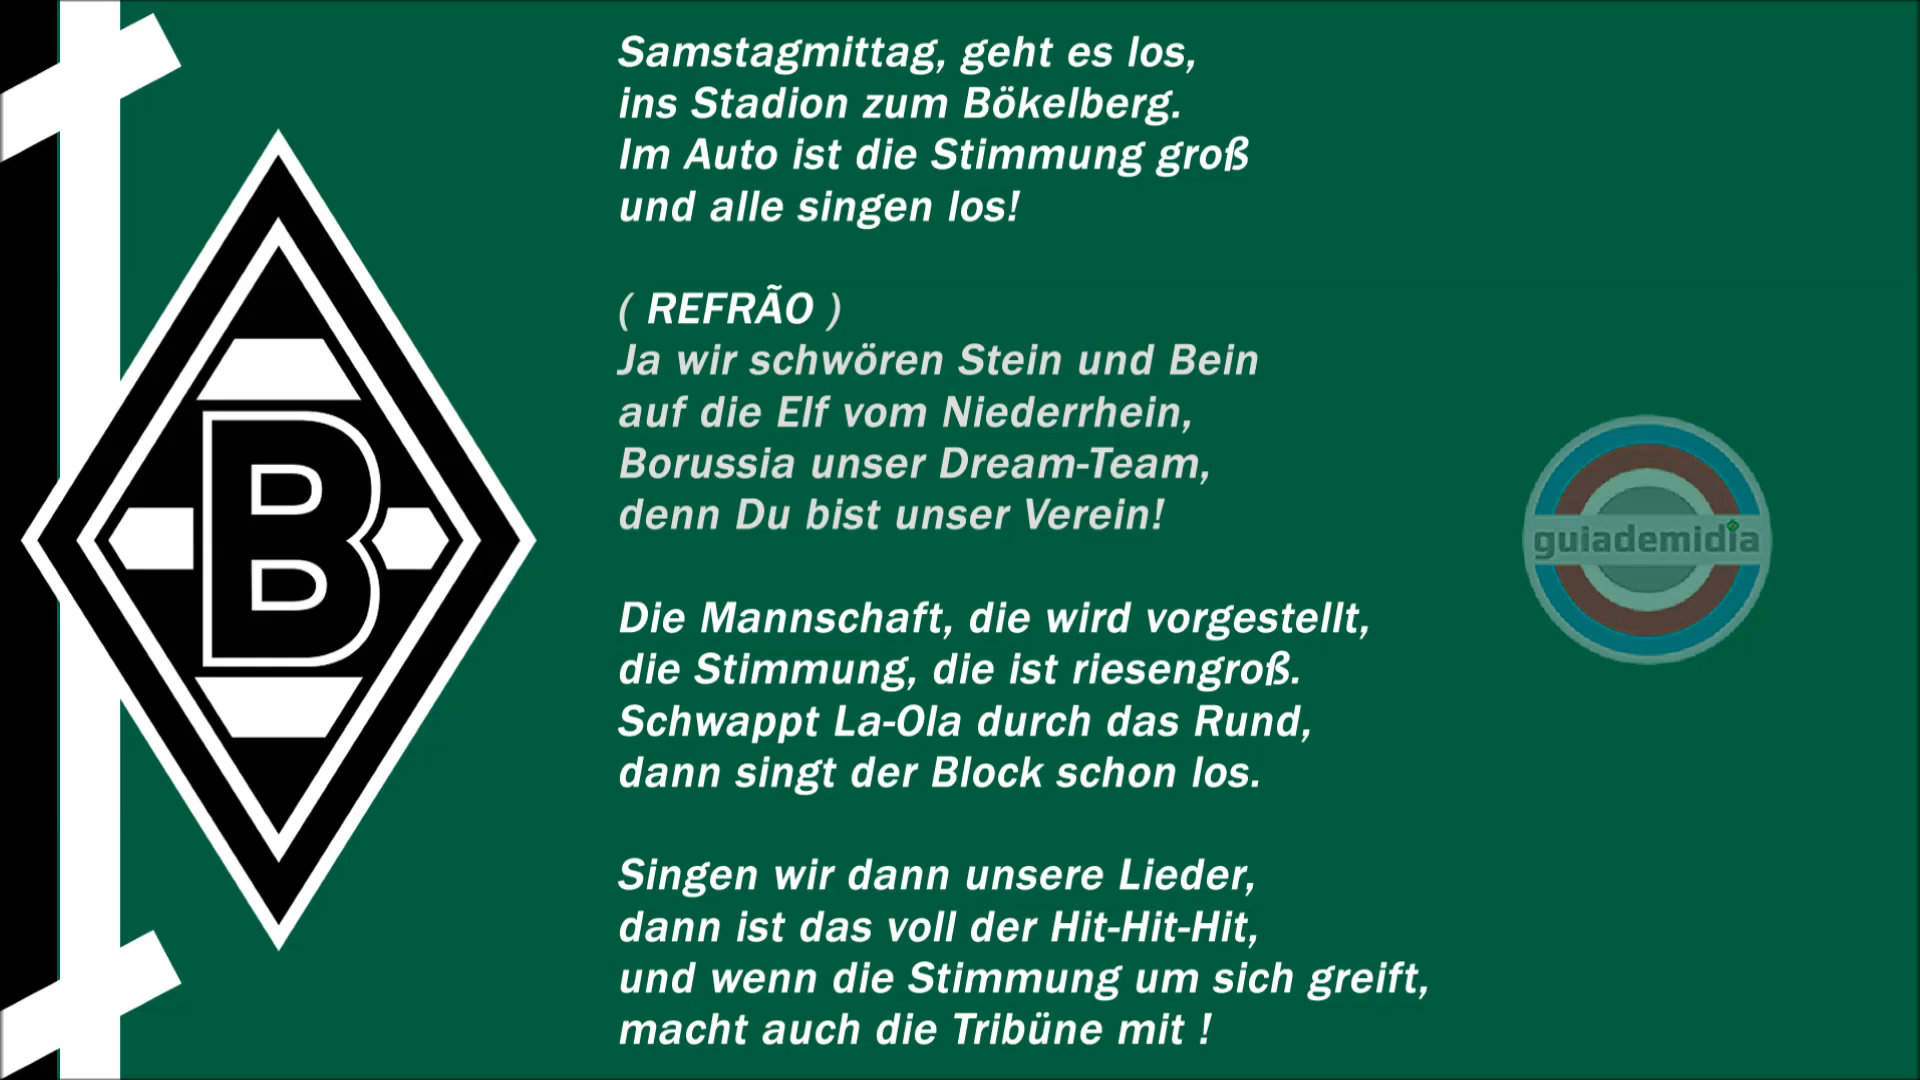 Samstagmittag, geht es los,
ins Stadion zum Bökelberg.
Im Auto ist die Stimmung groß
und alle singen los!
( REFRÃO )
Ja wir schwören Stein und Bein
auf die Elf vom Niederrhein,
Borussia unser Dream-Team,
denn Du bist unser Verein!
Die Mannschaft, die wird vorgestellt,
die Stimmung, die ist riesengroß.
Schwappt La-Ola durch das Rund,
dann singt der Block schon los.
Singen wir dann unsere Lieder,
dann ist das voll der Hit-Hit-Hit,
und wenn die Stimmung um sich greift,
macht auch die Tribüne mit !
B
guiademidia